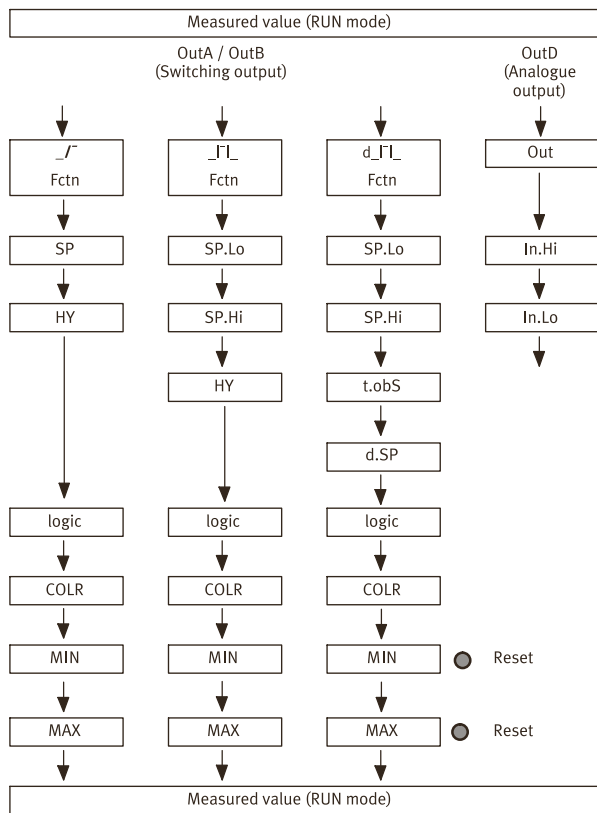 Measured value (RUN mode)
OutA / OutB
(Switching output)
OutD
(Analogue
output)
_/¯
Fctn
_|¯|_
Fctn
d_|¯|_
Fctn
Out
SP
SP.Lo
SP.Lo
In.Hi
HY
SP.Hi
SP.Hi
In.Lo
HY
t.obS
d.SP
logic
logic
logic
COLR
COLR
COLR
MIN
MIN
MIN
Reset
MAX
MAX
MAX
Reset
Measured value (RUN mode)